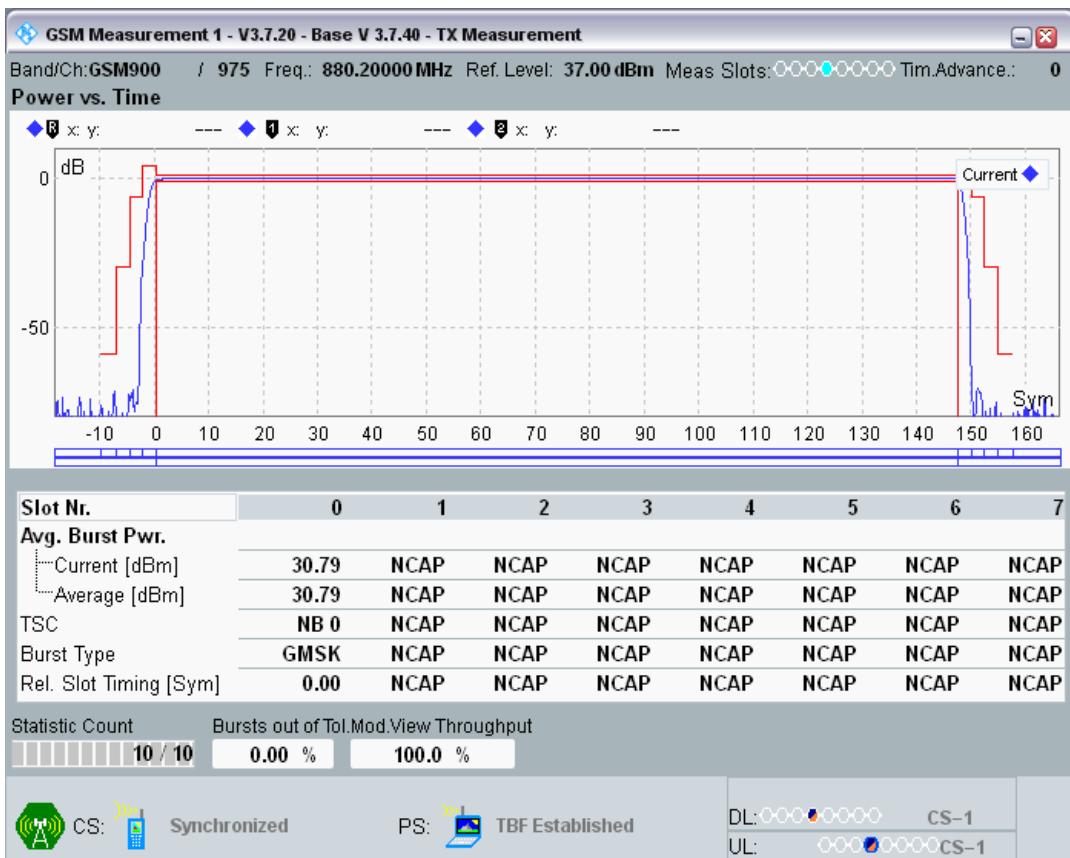 GSM Measurement 1 - V3.7.20 - Base V 3.7.40 - TX Measurement
Band/Ch:GSM900 / 975 Freq.: 880.20000 MHz Ref. Level: 37.00 dBm Meas Slots: Tim.Advance.: 0
Power vs. Time
R x: y: --- 1 x: y: --- 2 x: y: ---
dB
Current
0
-50
Sym
-10 0 10 20 30 40 50 60 70 80 90 100 110 120 130 140 150 160
Slot Nr. 0 1 2 3 4 5 6 7
Avg. Burst Pwr.
Current [dBm] 30.79 NCAP NCAP NCAP NCAP NCAP NCAP NCAP
Average [dBm] 30.79 NCAP NCAP NCAP NCAP NCAP NCAP NCAP
TSC NB 0 NCAP NCAP NCAP NCAP NCAP NCAP NCAP
Burst Type GMSK NCAP NCAP NCAP NCAP NCAP NCAP NCAP
Rel. Slot Timing [Sym] 0.00 NCAP NCAP NCAP NCAP NCAP NCAP NCAP
Statistic Count Bursts out of Tol. Mod.View Throughput
10 / 10 0.00 % 100.0 %
CS: Synchronized PS: TBF Established DL: CS-1
UL: CS-1